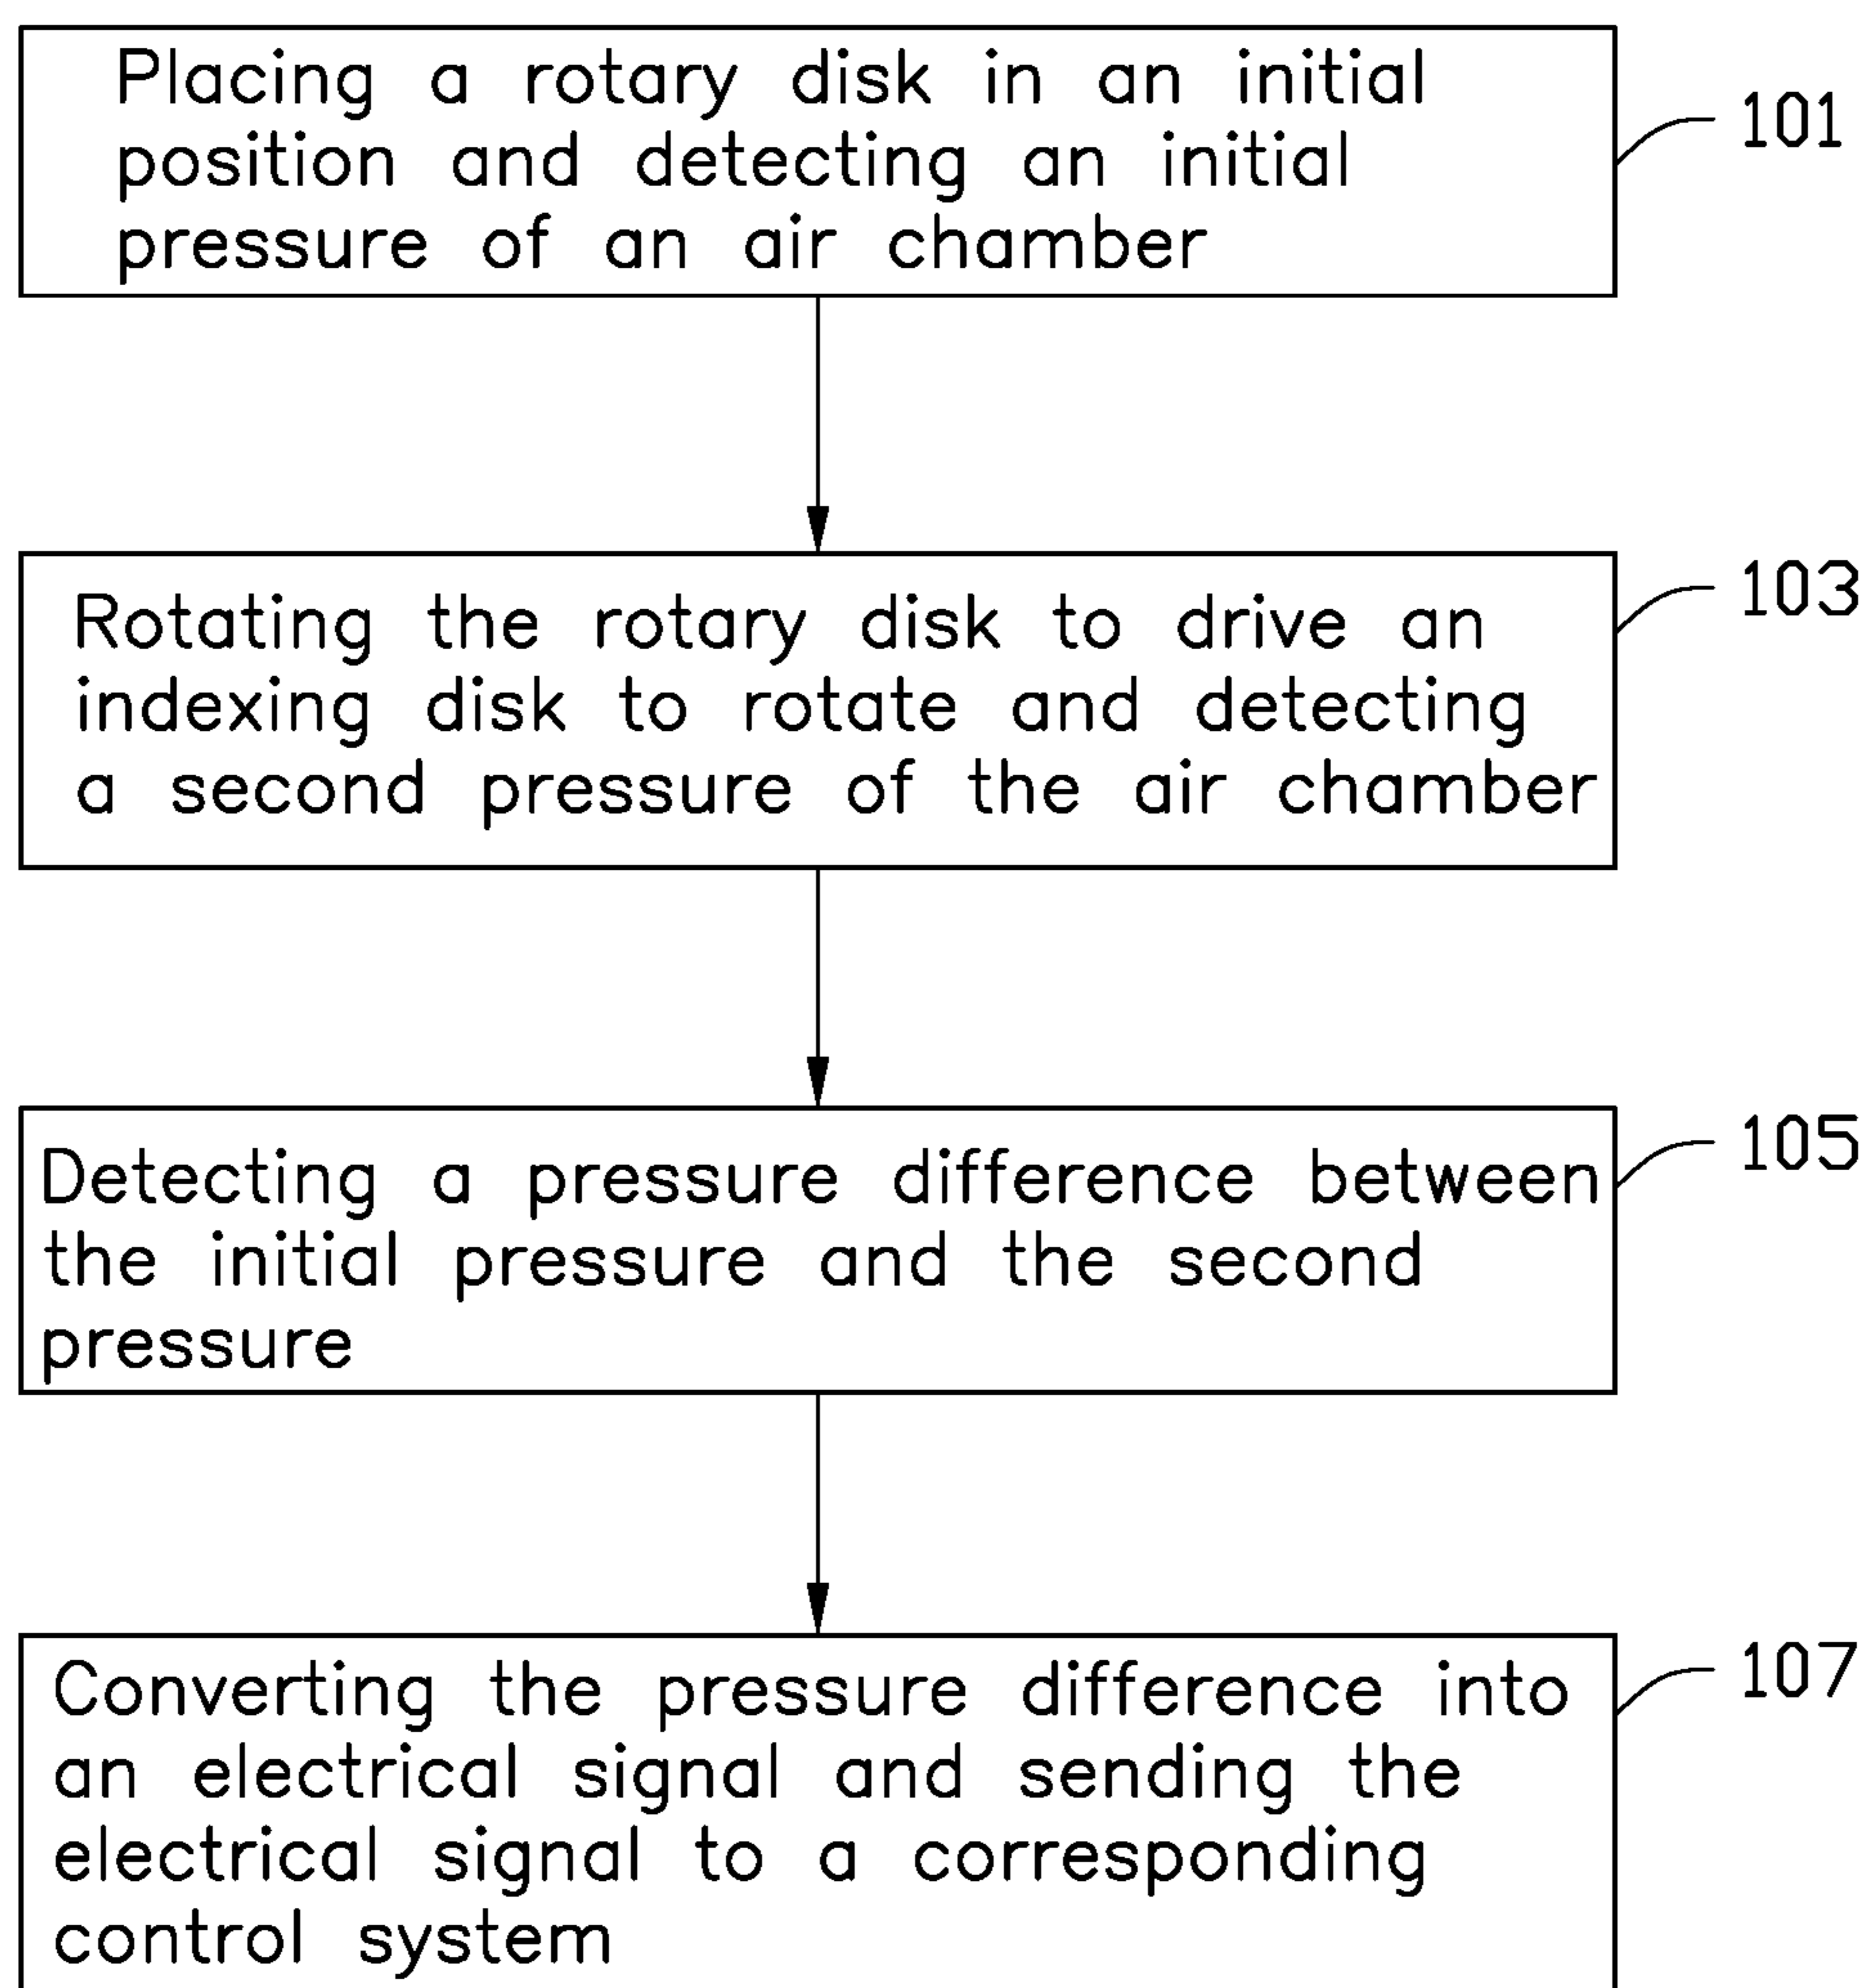 Placing a rotary disk in an initial
position and detecting an initial
pressure of an air chamber
101
Rotating the rotary disk to drive an
indexing disk to rotate and detecting
a second pressure of the air chamber
103
Detecting a pressure difference between
the initial pressure and the second
pressure
105
Converting the pressure difference into
an electrical signal and sending the
electrical signal to a corresponding
control system
107